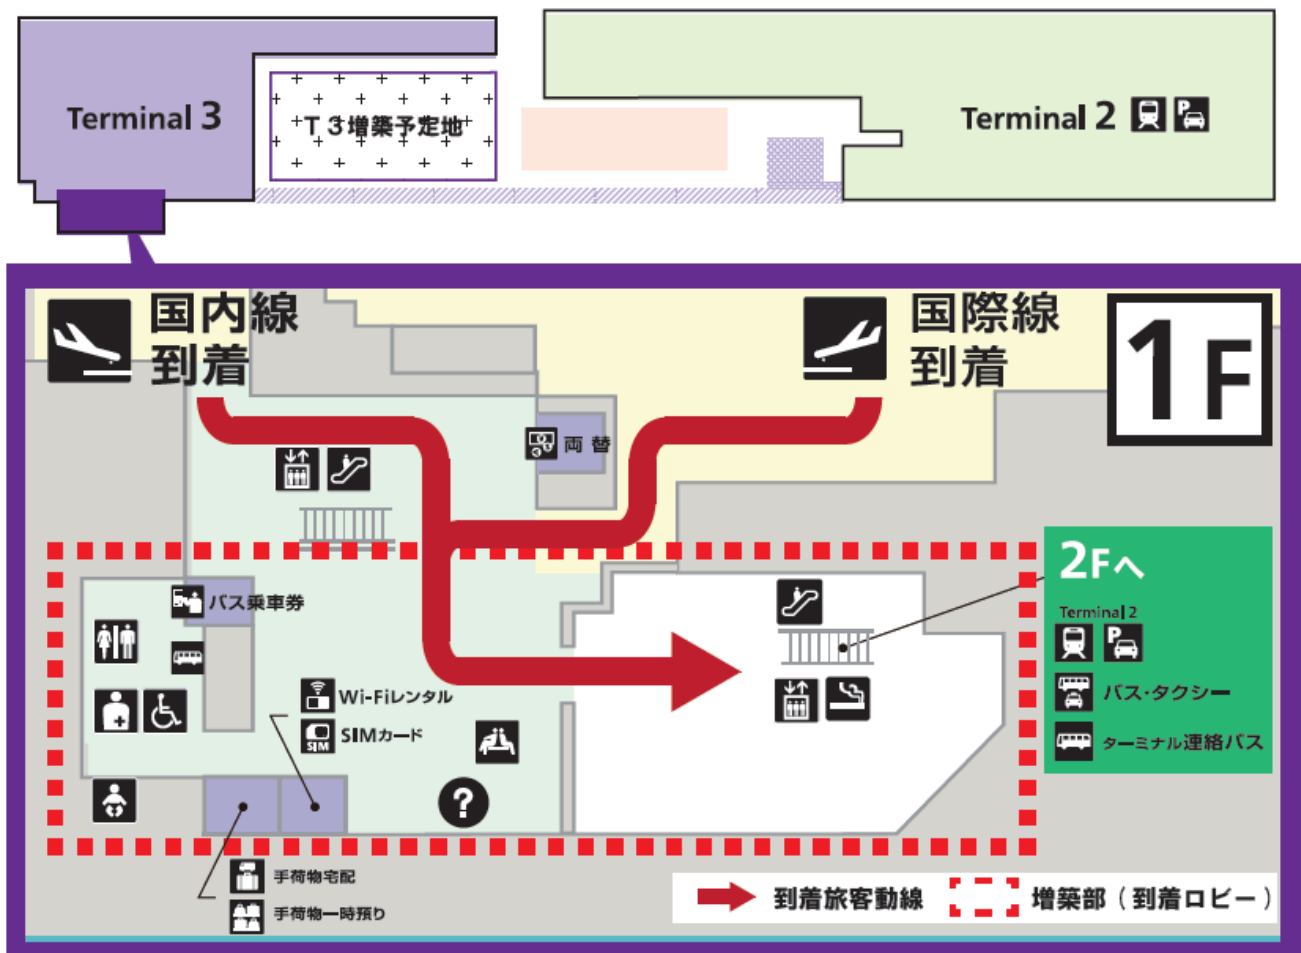 Terminal 3
T3増築予定地
Terminal 2
P
国内線
到着
国際線
到着
1F
両替
2Fへ
Terminal 2
P
バス・タクシー
ターミナル連絡バス
バス乗車券
Wi-Fiレンタル
SIM
SIMカード
?
手荷物宅配
手荷物一時預り
到着旅客動線
増築部(到着ロビー)